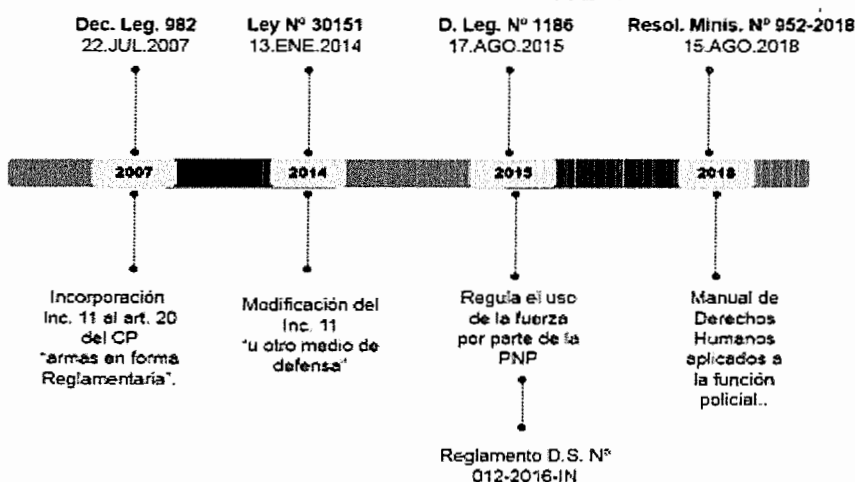 Dec. Leg. 982
22.JUL.2007
Ley Nº 30151
13.ENE.2014
D. Leg. Nº 1186
17.AGO.2015
Resol. Minis. Nº 952-2018
15.AGO.2018
2007
2014
2015
2018
Incorporación
Inc. 11 al art. 20
del CP
"armas en forma
Reglamentaria".
Modificación del
Inc. 11
"u otro medio de
defensa"
Regula el uso
de la fuerza
por parte de la
PNP
Reglamento D.S. Nº
012-2016-IN
Manual de
Derechos
Humanos
aplicados a
la función
policial..